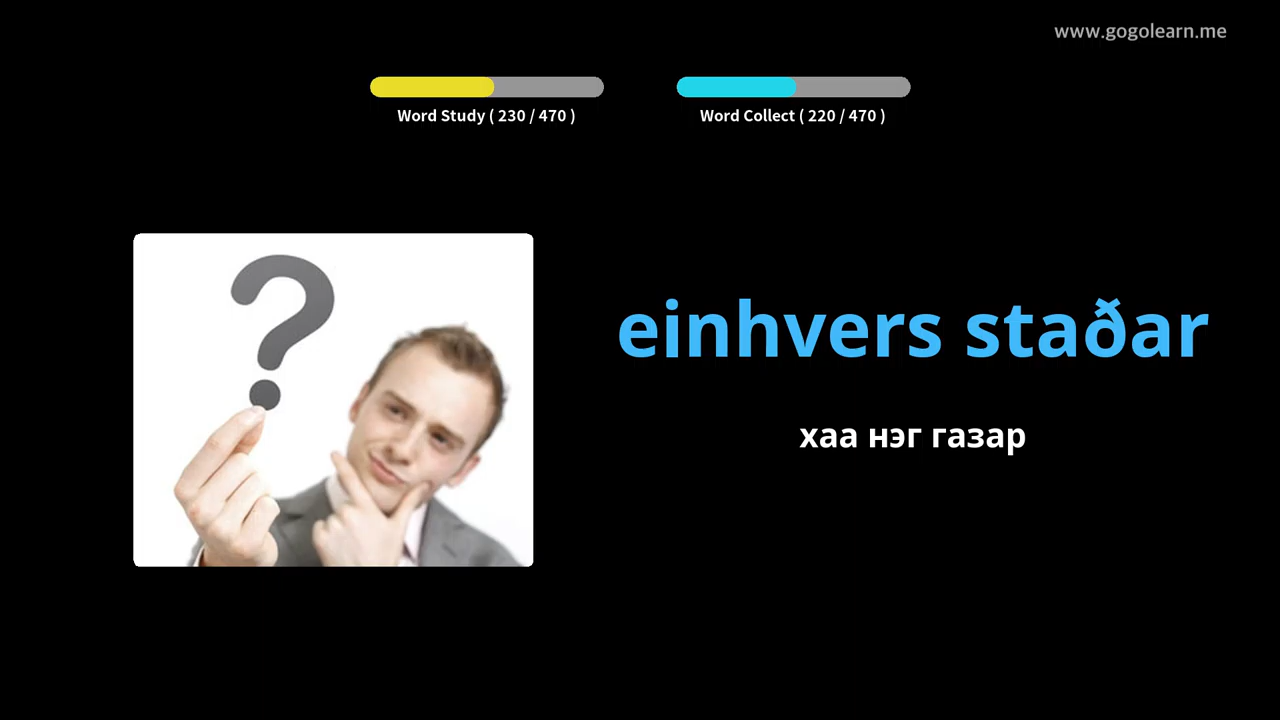 www.gogolearn.me
Word Study ( 230 / 470 )
Word Collect ( 220 / 470 )
einhvers staðar
хаа нэг газар